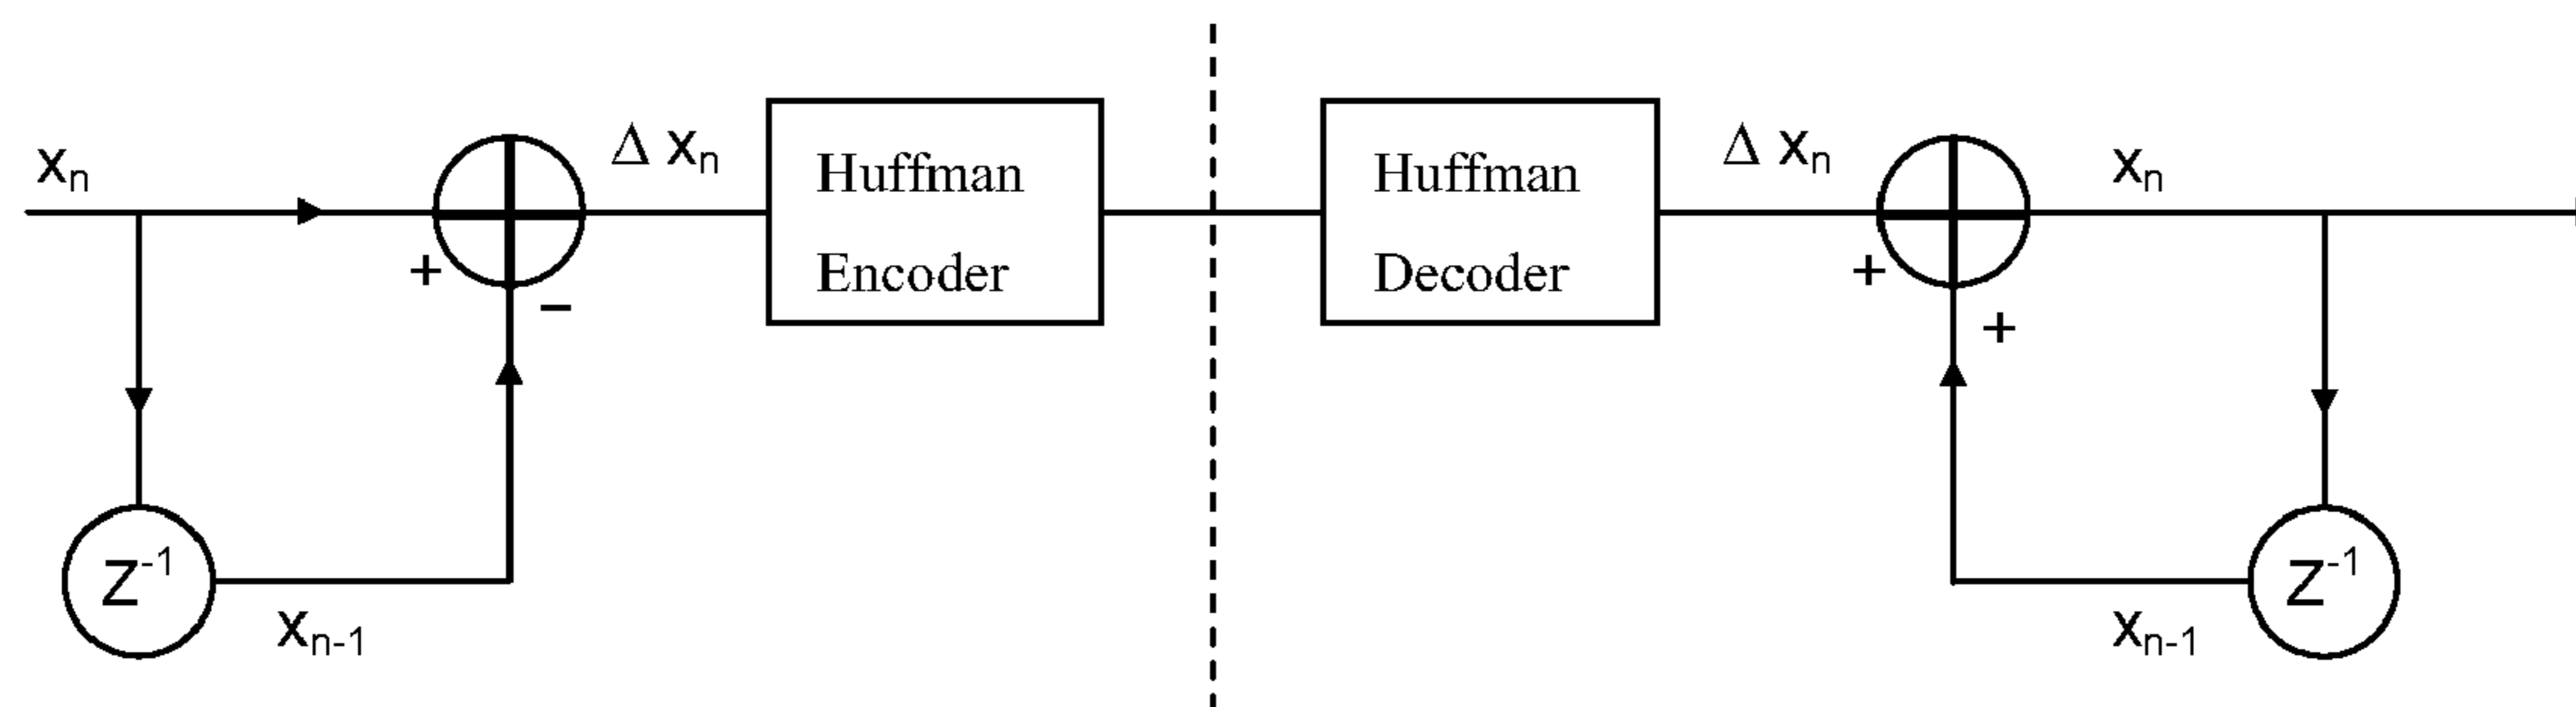 xₙ
+
−
Δ xₙ
Huffman
Encoder
Z⁻¹
xₙ₋₁
Huffman
Decoder
Δ xₙ
+
+
xₙ
Z⁻¹
xₙ₋₁